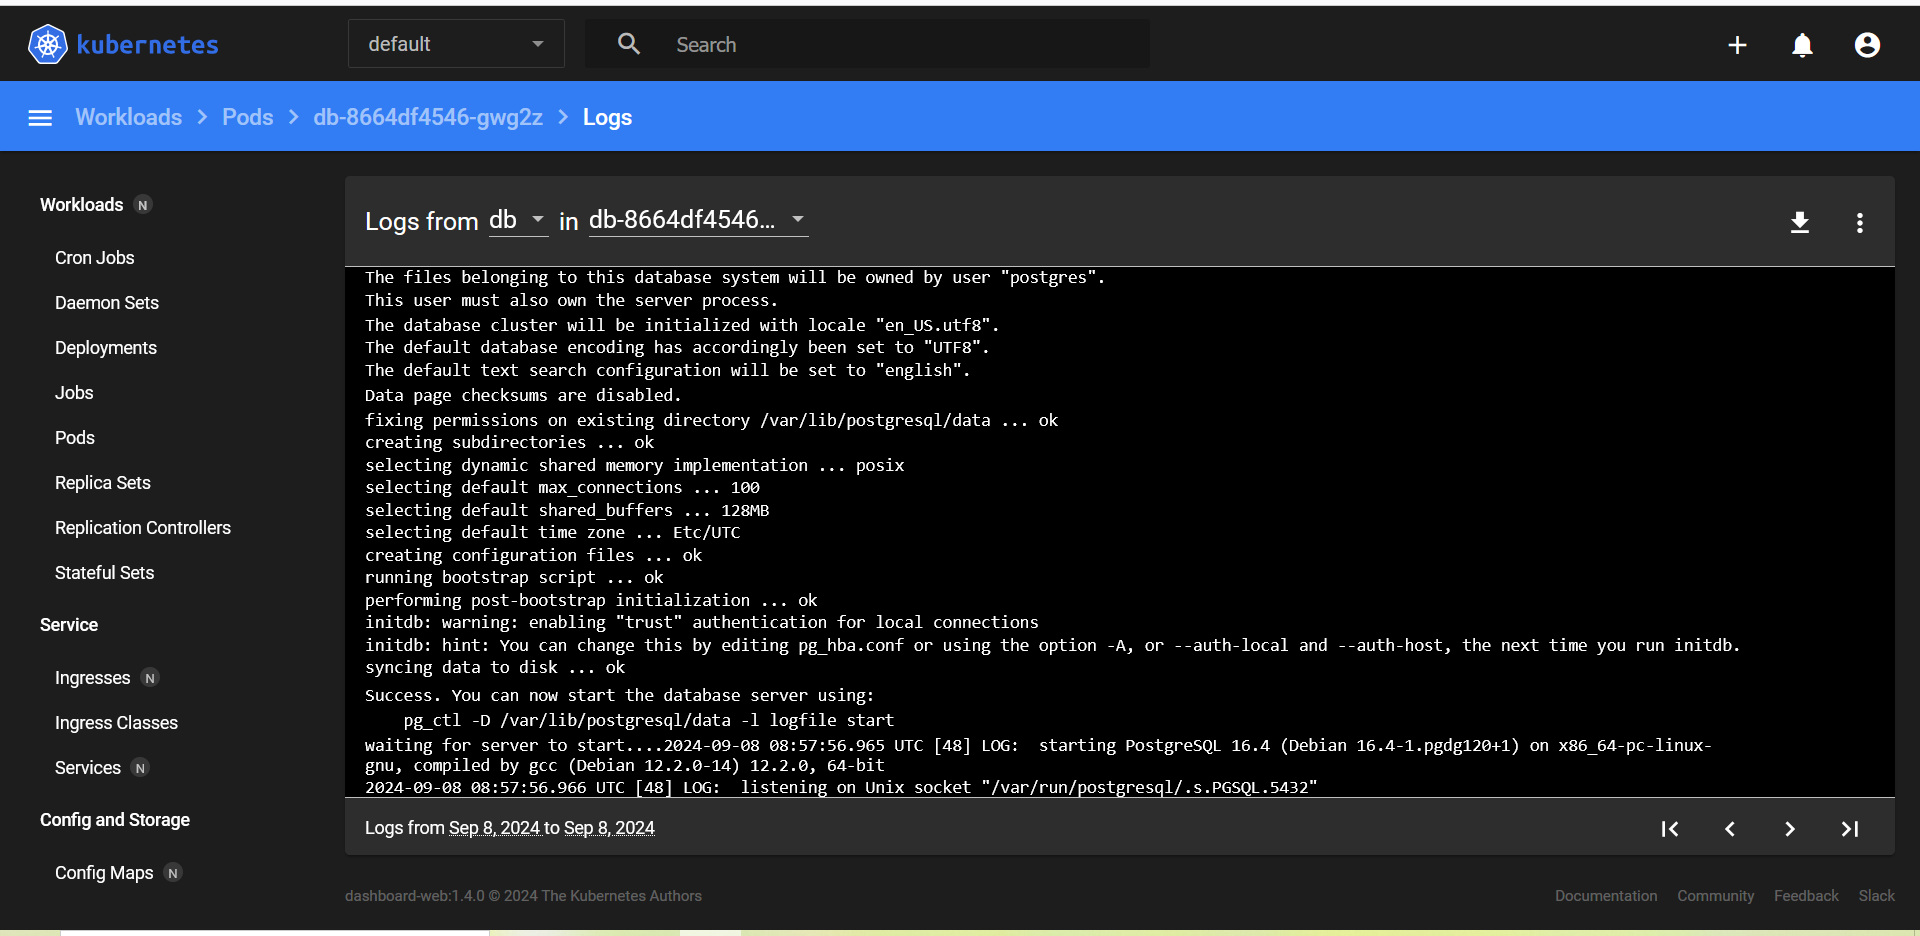 kubernetes
default
Search
Workloads
Pods
db-8664df4546-gwg2z
Logs
Workloads N
Cron Jobs
Daemon Sets
Deployments
Jobs
Pods
Replica Sets
Replication Controllers
Stateful Sets
Service
Ingresses N
Ingress Classes
Services N
Config and Storage
Config Maps N
Logs from db in db-8664df4546...
The files belonging to this database system will be owned by user "postgres".
This user must also own the server process.
The database cluster will be initialized with locale "en_US.utf8".
The default database encoding has accordingly been set to "UTF8".
The default text search configuration will be set to "english".
Data page checksums are disabled.
fixing permissions on existing directory /var/lib/postgresql/data ... ok
creating subdirectories ... ok
selecting dynamic shared memory implementation ... posix
selecting default max_connections ... 100
selecting default shared_buffers ... 128MB
selecting default time zone ... Etc/UTC
creating configuration files ... ok
running bootstrap script ... ok
performing post-bootstrap initialization ... ok
initdb: warning: enabling "trust" authentication for local connections
initdb: hint: You can change this by editing pg_hba.conf or using the option -A, or --auth-local and --auth-host, the next time you run initdb.
syncing data to disk ... ok
Success. You can now start the database server using:
pg_ctl -D /var/lib/postgresql/data -l logfile start
waiting for server to start....2024-09-08 08:57:56.965 UTC [48] LOG:  starting PostgreSQL 16.4 (Debian 16.4-1.pgdg120+1) on x86_64-pc-linux-
gnu, compiled by gcc (Debian 12.2.0-14) 12.2.0, 64-bit
2024-09-08 08:57:56.966 UTC [48] LOG:  listening on Unix socket "/var/run/postgresql/.s.PGSQL.5432"
Logs from Sep 8, 2024 to Sep 8, 2024
dashboard-web:1.4.0 © 2024 The Kubernetes Authors
Documentation
Community
Feedback
Slack